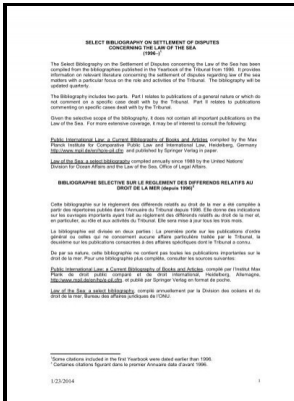 SELECT BIBLIOGRAPHY ON SETTLEMENT OF DISPUTES
CONCERNING THE LAW OF THE SEA
(1996-)¹
The Select Bibliography on the Settlement of Disputes concerning the Law of the Sea has been
compiled from the bibliographies published in the Yearbook of the Tribunal from 1996. It provides
information on relevant literature concerning the settlement of disputes regarding law of the sea
matters with a particular focus on the role and activities of the Tribunal. The bibliography will be
updated quarterly.
The Bibliography includes two parts. Part I relates to publications of a general nature or which do
not comment on a specific case dealt with by the Tribunal. Part II relates to publications
commenting on specific cases dealt with by the Tribunal.
Given the selective scope of the bibliography, it does not contain all important publications on the
Law of the Sea. For more extensive coverage, it may be of interest to consult the following:
Public International Law: a Current Bibliography of Books and Articles compiled by the Max
Planck Institute for Comparative Public Law and International Law, Heidelberg, Germany
and published by Springer Verlag in paper.
Law of the Sea: a select bibliography compiled annually since 1988 by the United Nations
Division for Ocean Affairs and the Law of the Sea, Office of Legal Affairs.
BIBLIOGRAPHIE SELECTIVE SUR LE REGLEMENT DES DIFFERENDS RELATIFS AU
DROIT DE LA MER (depuis 1996)²
Cette bibliographie sur le règlement des différends relatifs au droit de la mer a été compilée à
partir des répertoires publiés dans l'Annuaire du Tribunal depuis 1996. Elle donne des indications
sur les ouvrages importants ayant trait au règlement des différends relatifs au droit de la mer et,
en particulier, au rôle et aux activités du Tribunal. Elle sera mise à jour tous les trois mois.
La bibliographie est divisée en deux parties : La première porte sur les publications d'ordre
général ou celles qui ne concernent aucune affaire particulière traitée par le Tribunal, la
deuxième sur les publications consacrées à des affaires spécifiques dont le Tribunal a connu.
De par sa nature, cette bibliographie ne contient pas toutes les publications importantes sur le
droit de la mer. Pour une bibliographie plus complète, consulter les sources suivantes:
Public International Law: a Current Bibliography of Books and Articles, compilé par l'Institut Max
Plank de droit public comparé et de droit international, Heidelberg, Allemagne,
et publié par Springer Verlag en format de poche.
Law of the Sea: a select bibliography, compilé annuellement par la Division des océans et du
droit de la mer, Bureau des affaires juridiques de l'ONU.
¹Some citations included in the first Yearbook were dated earlier than 1996.
² Certaines citations figurant dans le premier Annuaire date d'avant 1996.
1/23/2014 1